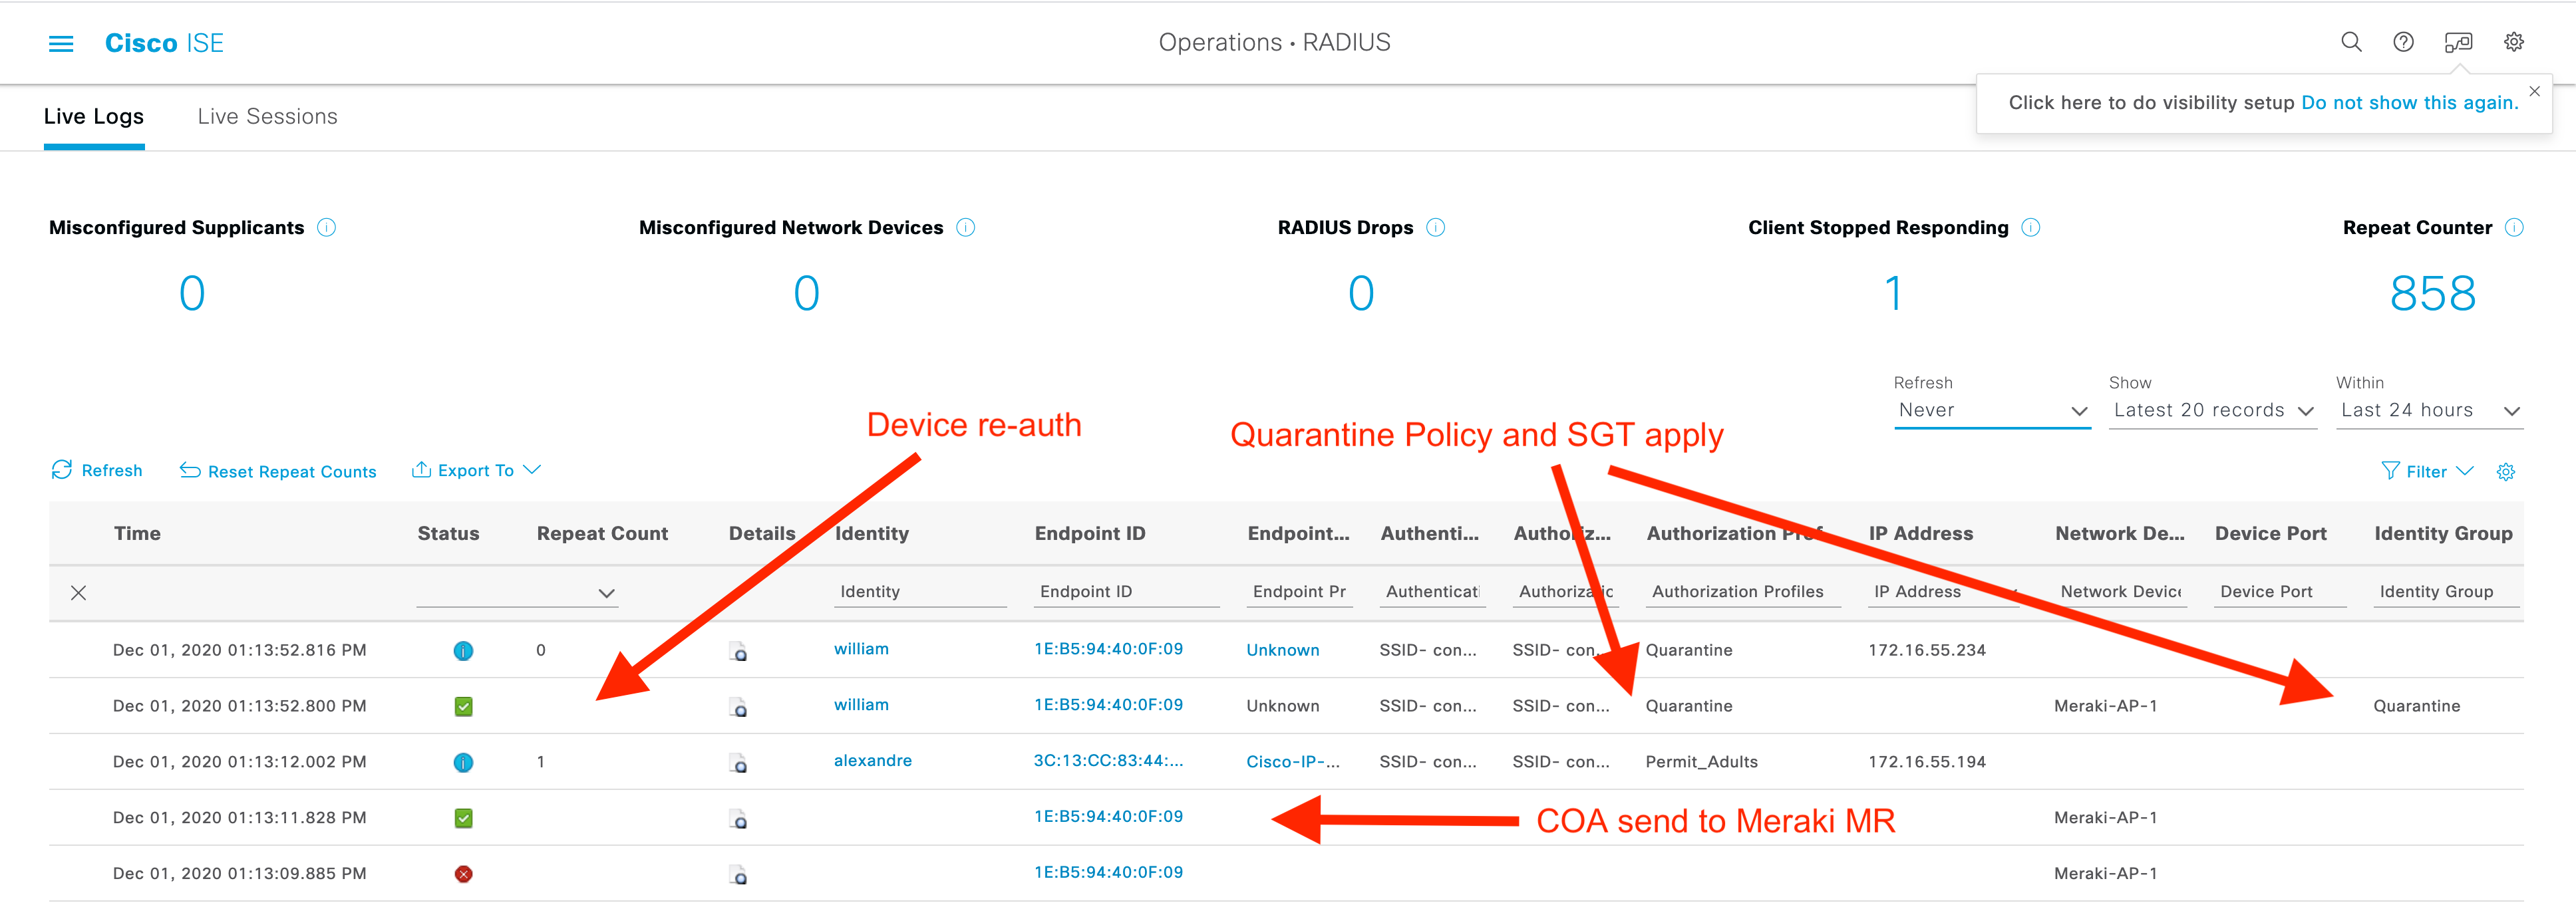 Cisco ISE
Operations • RADIUS
Click here to do visibility setup Do not show this again.
Live Logs
Live Sessions
Misconfigured Supplicants
Misconfigured Network Devices
RADIUS Drops
Client Stopped Responding
Repeat Counter
0
0
0
1
858
Refresh
Show
Within
Never
Latest 20 records
Last 24 hours
Device re-auth
Quarantine Policy and SGT apply
Refresh
Reset Repeat Counts
Export To
Filter
Time Status Repeat Count Details Identity Endpoint ID Endpoint... Authenti... Authoriz... Authorization Prof IP Address Network De... Device Port Identity Group
Identity Endpoint ID Endpoint Pr Authenticati Authorizatic Authorization Profiles IP Address Network Device Device Port Identity Group
Dec 01, 2020 01:13:52.816 PM 0 william 1E:B5:94:40:0F:09 Unknown SSID- con... SSID- con... Quarantine 172.16.55.234
Dec 01, 2020 01:13:52.800 PM william 1E:B5:94:40:0F:09 Unknown SSID- con... SSID- con... Quarantine Meraki-AP-1 Quarantine
Dec 01, 2020 01:13:12.002 PM 1 alexandre 3C:13:CC:83:44:... Cisco-IP-... SSID- con... SSID- con... Permit_Adults 172.16.55.194
Dec 01, 2020 01:13:11.828 PM 1E:B5:94:40:0F:09 COA send to Meraki MR Meraki-AP-1
Dec 01, 2020 01:13:09.885 PM 1E:B5:94:40:0F:09 Meraki-AP-1